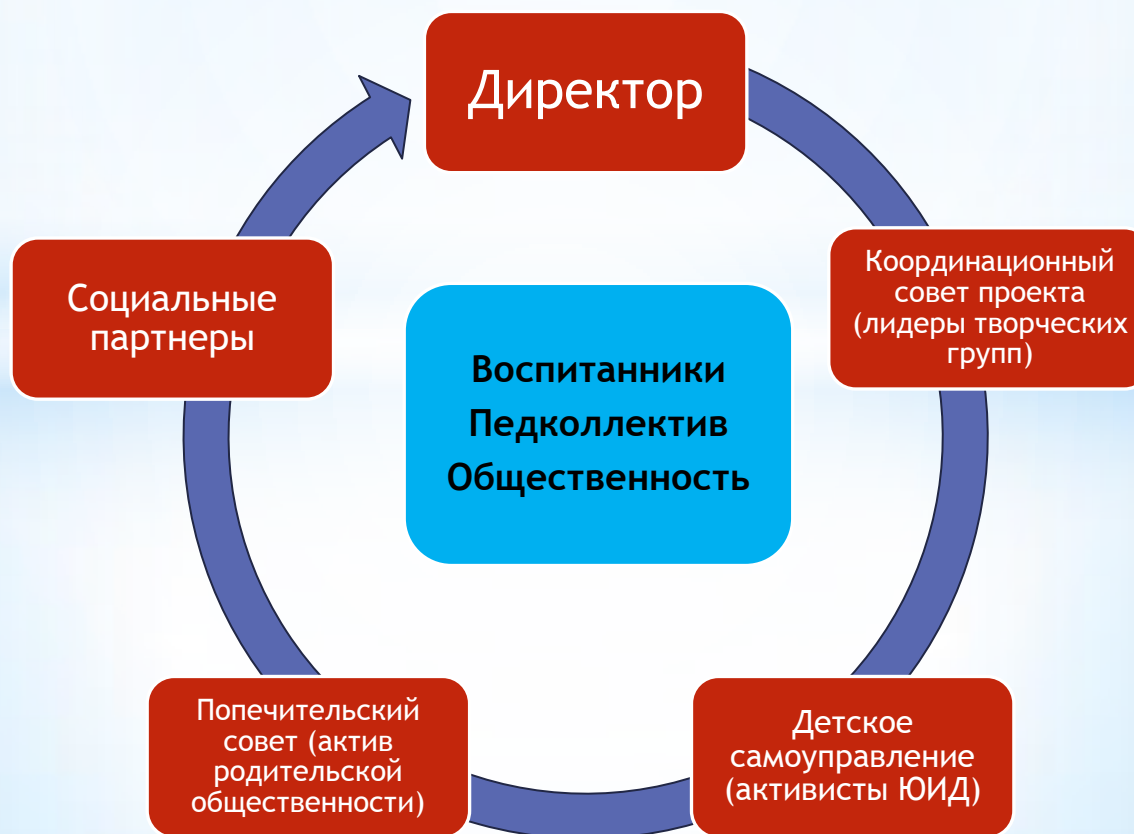 Директор
Координационный
совет проекта
(лидеры творческих
групп)
Социальные
партнеры
Воспитанники
Педколлектив
Общественность
Попечительский
совет (актив
родительской
общественности)
Детское
самоуправление
(активисты ЮИД)